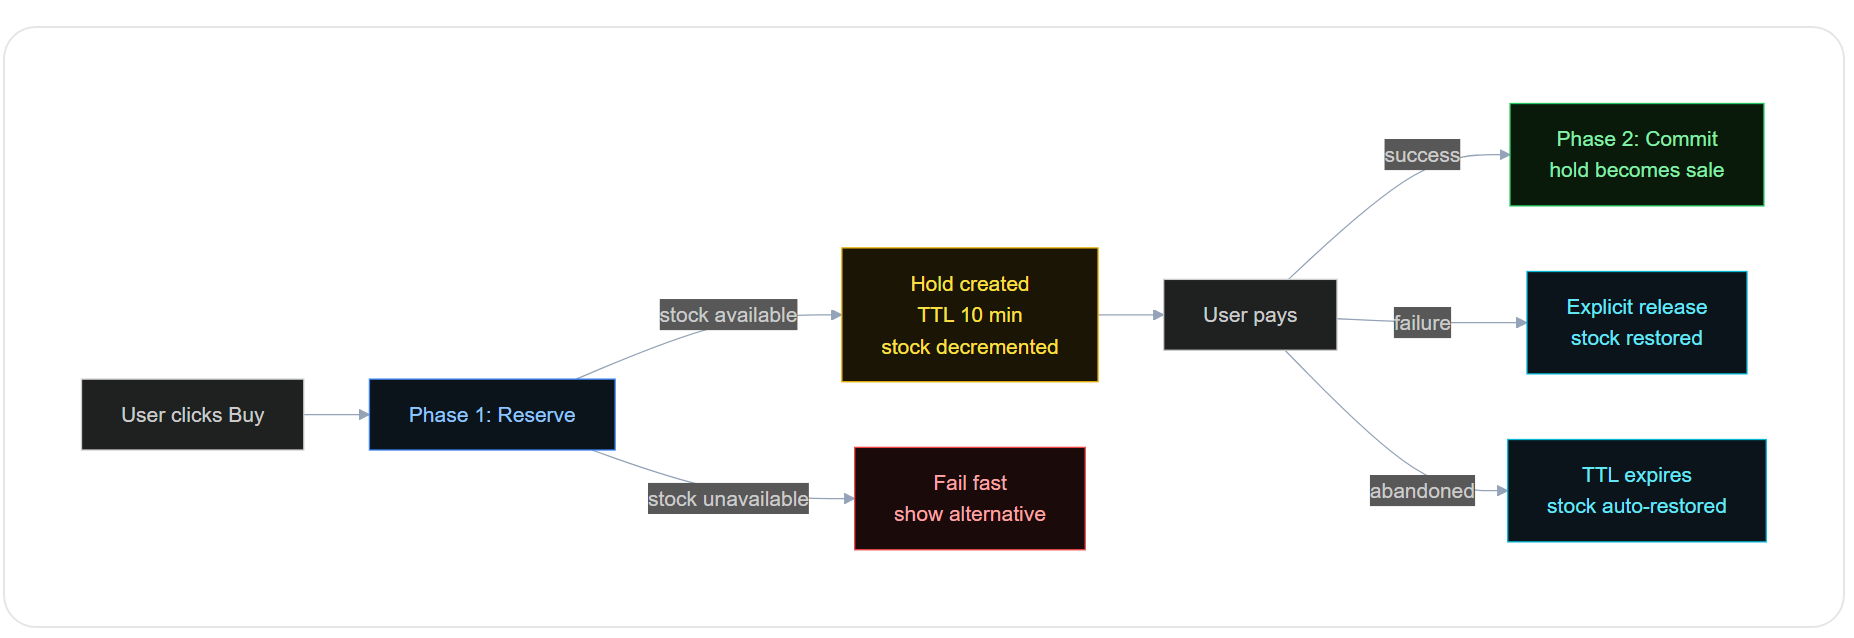 User clicks Buy
Phase 1: Reserve
stock available
stock unavailable
Hold created
TTL 10 min
stock decremented
Fail fast
show alternative
User pays
success
failure
abandoned
Phase 2: Commit
hold becomes sale
Explicit release
stock restored
TTL expires
stock auto-restored